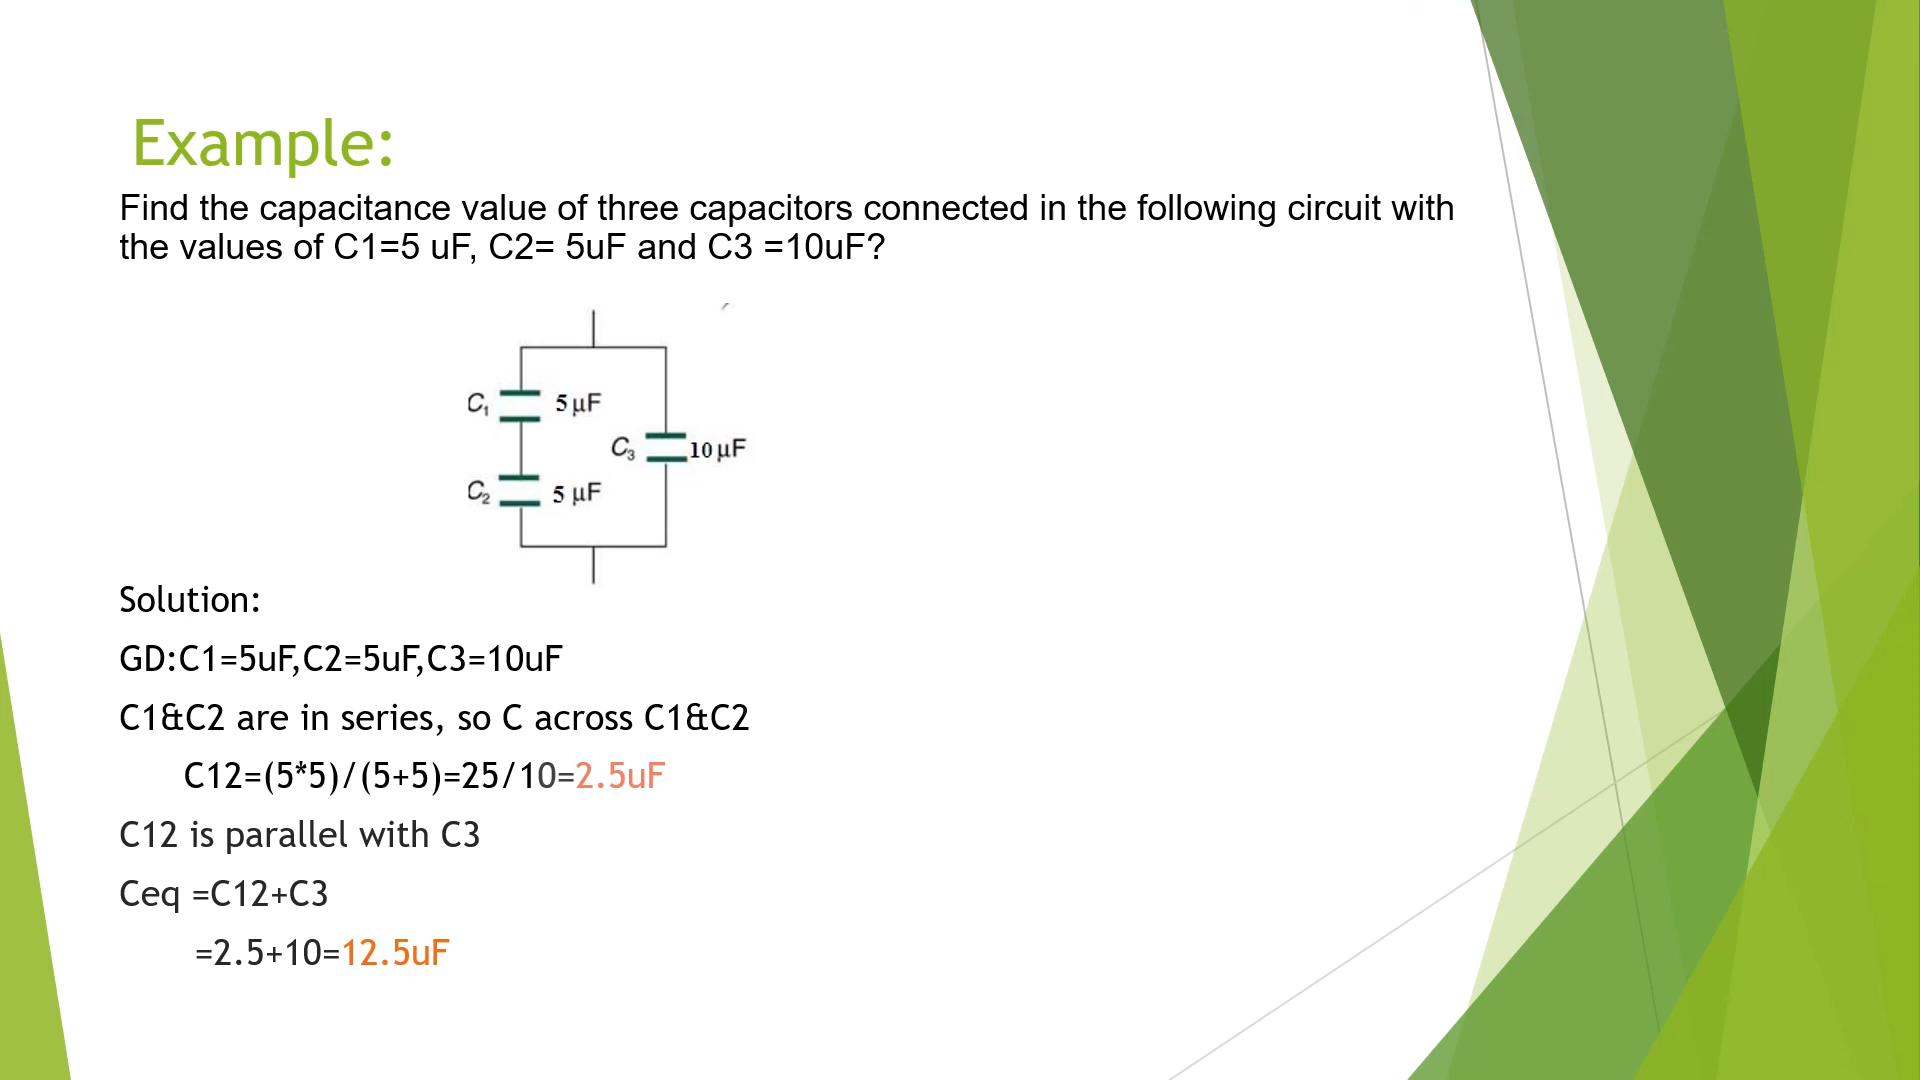 Example:
Find the capacitance value of three capacitors connected in the following circuit with
the values of C1=5 uF, C2= 5uF and C3 =10uF?
C₁ 5 µF
C₃ 10 µF
C₂ 5 µF
Solution:
GD:C1=5uF,C2=5uF,C3=10uF
C1&C2 are in series, so C across C1&C2
C12=(5*5)/(5+5)=25/10=2.5uF
C12 is parallel with C3
Ceq =C12+C3
=2.5+10=12.5uF